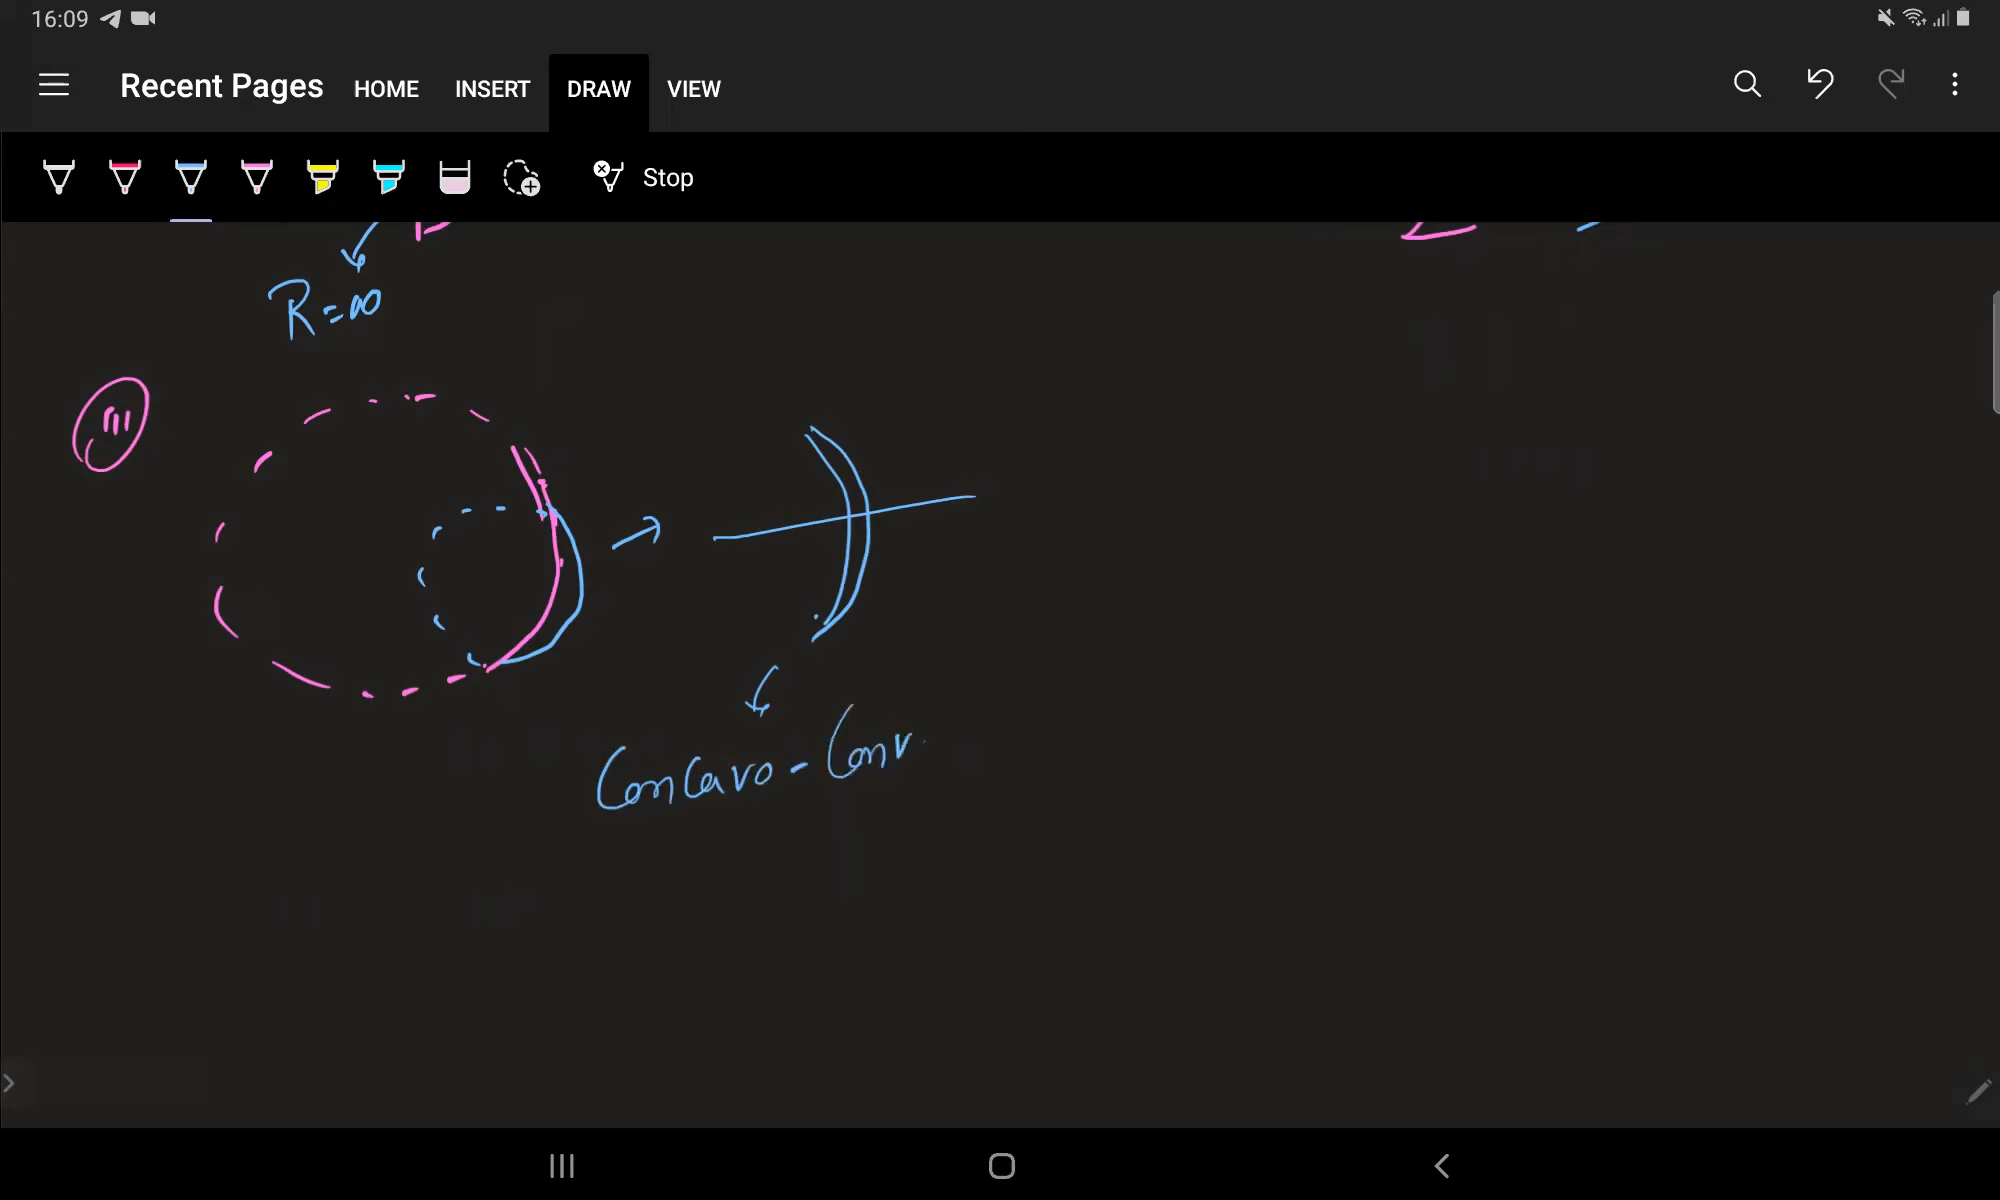 16:09
Recent Pages HOME INSERT DRAW VIEW
Stop
R=∞
III
Concavo-Conv